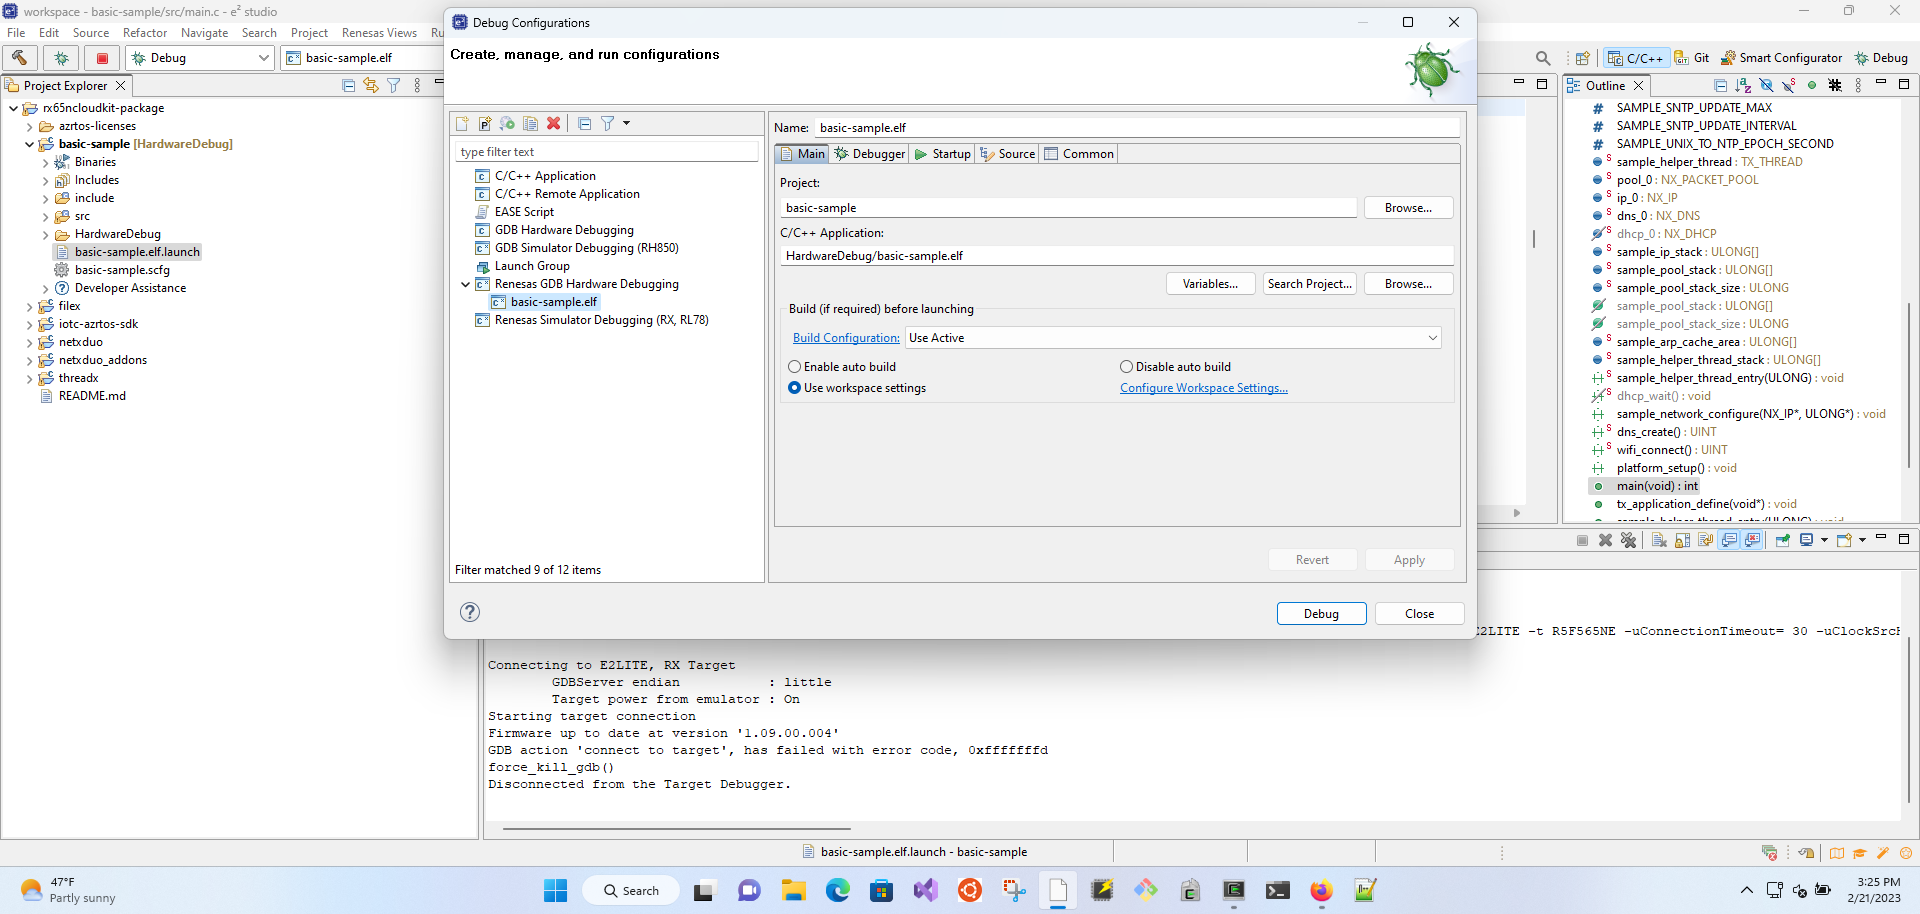 workspace - basic-sample/src/main.c - e² studio
File Edit Source Refactor Navigate Search Project Renesas Views Ru
Debug
basic-sample.elf
C/C++
Git
Smart Configurator
Debug
Project Explorer
rx65ncloudkit-package
azrtos-licenses
basic-sample [HardwareDebug]
Binaries
Includes
include
src
HardwareDebug
basic-sample.elf.launch
basic-sample.scfg
Developer Assistance
filex
iotc-azrtos-sdk
netxduo
netxduo_addons
threadx
README.md
Debug Configurations
Create, manage, and run configurations
type filter text
C/C++ Application
C/C++ Remote Application
EASE Script
GDB Hardware Debugging
GDB Simulator Debugging (RH850)
Launch Group
Renesas GDB Hardware Debugging
basic-sample.elf
Renesas Simulator Debugging (RX, RL78)
Filter matched 9 of 12 items
Name: basic-sample.elf
Main Debugger Startup Source Common
Project:
basic-sample
Browse...
C/C++ Application:
HardwareDebug/basic-sample.elf
Variables... Search Project... Browse...
Build (if required) before launching
Build Configuration: Use Active
Enable auto build
Disable auto build
Use workspace settings
Configure Workspace Settings...
Revert Apply
Debug Close
Outline
SAMPLE_SNTP_UPDATE_MAX
SAMPLE_SNTP_UPDATE_INTERVAL
SAMPLE_UNIX_TO_NTP_EPOCH_SECOND
sample_helper_thread : TX_THREAD
pool_0 : NX_PACKET_POOL
ip_0 : NX_IP
dns_0 : NX_DNS
dhcp_0 : NX_DHCP
sample_ip_stack : ULONG[]
sample_pool_stack : ULONG[]
sample_pool_stack_size : ULONG
sample_pool_stack : ULONG[]
sample_pool_stack_size : ULONG
sample_arp_cache_area : ULONG[]
sample_helper_thread_stack : ULONG[]
sample_helper_thread_entry(ULONG) : void
dhcp_wait() : void
sample_network_configure(NX_IP*, ULONG*) : void
dns_create() : UINT
wifi_connect() : UINT
platform_setup() : void
main(void) : int
tx_application_define(void*) : void
sample_helper_thread_entry(ULONG) : void
E2LITE -t R5F565NE -uConnectionTimeout= 30 -uClockSrcH
Connecting to E2LITE, RX Target
GDBServer endian : little
Target power from emulator : On
Starting target connection
Firmware up to date at version '1.09.00.004'
GDB action 'connect to target', has failed with error code, 0xfffffffd
force_kill_gdb()
Disconnected from the Target Debugger.
basic-sample.elf.launch - basic-sample
47°F
Partly sunny
Search
3:25 PM
2/21/2023